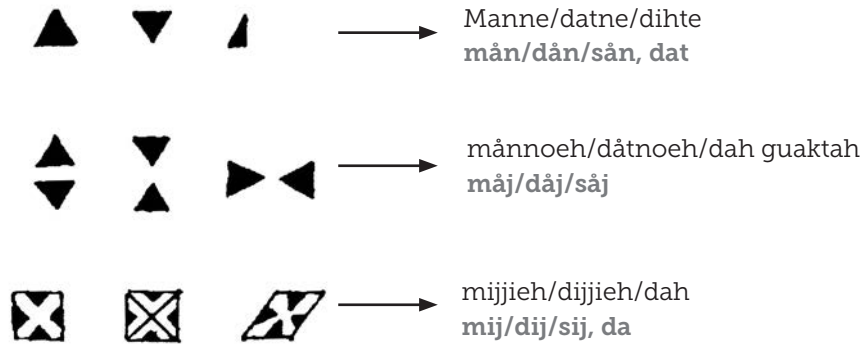 Manne/datne/dihte
mån/dån/sån, dat
månnoeh/dåtnoeh/dah guaktah
måj/dåj/såj
mijjieh/dijjieh/dah
mij/dij/sij, da